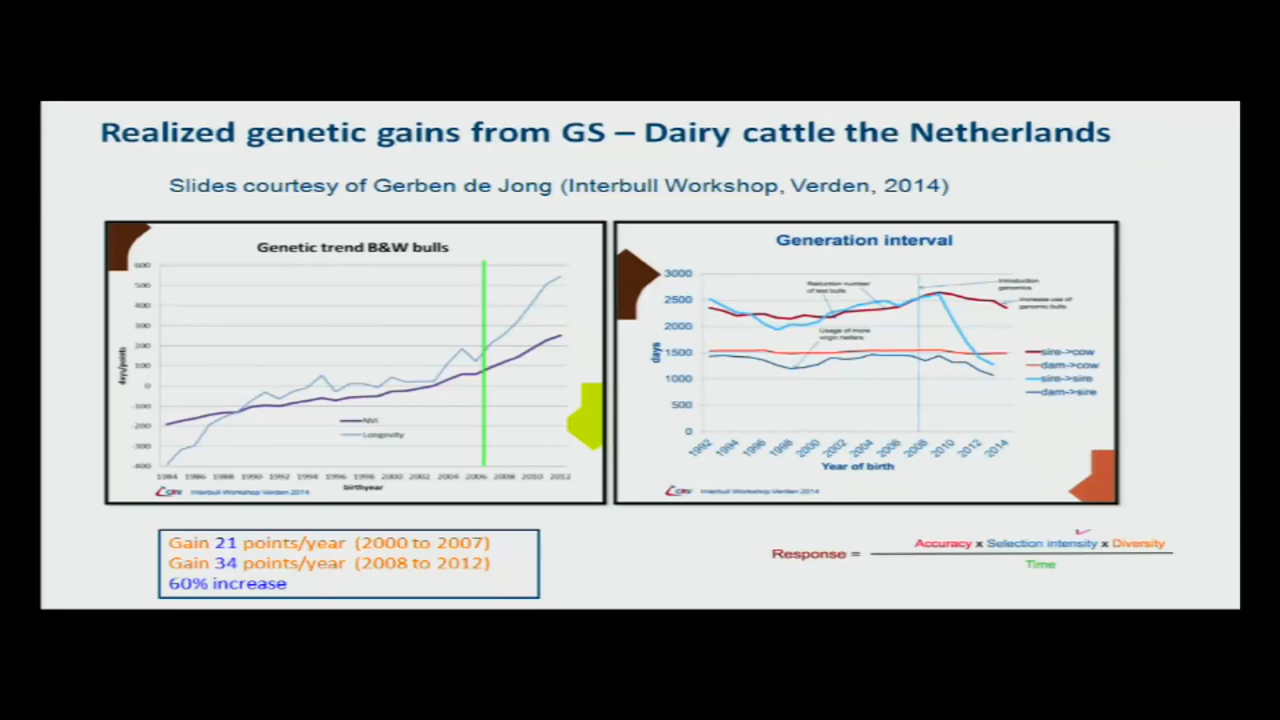 Realized genetic gains from GS – Dairy cattle the Netherlands
Slides courtesy of Gerben de Jong (Interbull Workshop, Verden, 2014)
Genetic trend B&W bulls
600
500
400
300
200
100
0
-100
-200
-300
-400
days/points
NVI
Longevity
1984 1986 1988 1990 1992 1994 1996 1998 2000 2002 2004 2006 2008 2010 2012
birthyear
CRV Interbull Workshop Verden 2014
Generation interval
3000
2500
2000
1500
1000
500
0
days
Reduction number
of test bulls
Introduction
genomics
Increase use of
genomic bulls
Usage of more
virgin heifers
sire->cow
dam->cow
sire->sire
dam->sire
1992 1994 1996 1998 2000 2002 2004 2006 2008 2010 2012 2014
Year of birth
CRV Interbull Workshop Verden 2014
Gain 21 points/year (2000 to 2007)
Gain 34 points/year (2008 to 2012)
60% increase
Response = Accuracy x Selection intensity x Diversity
Time